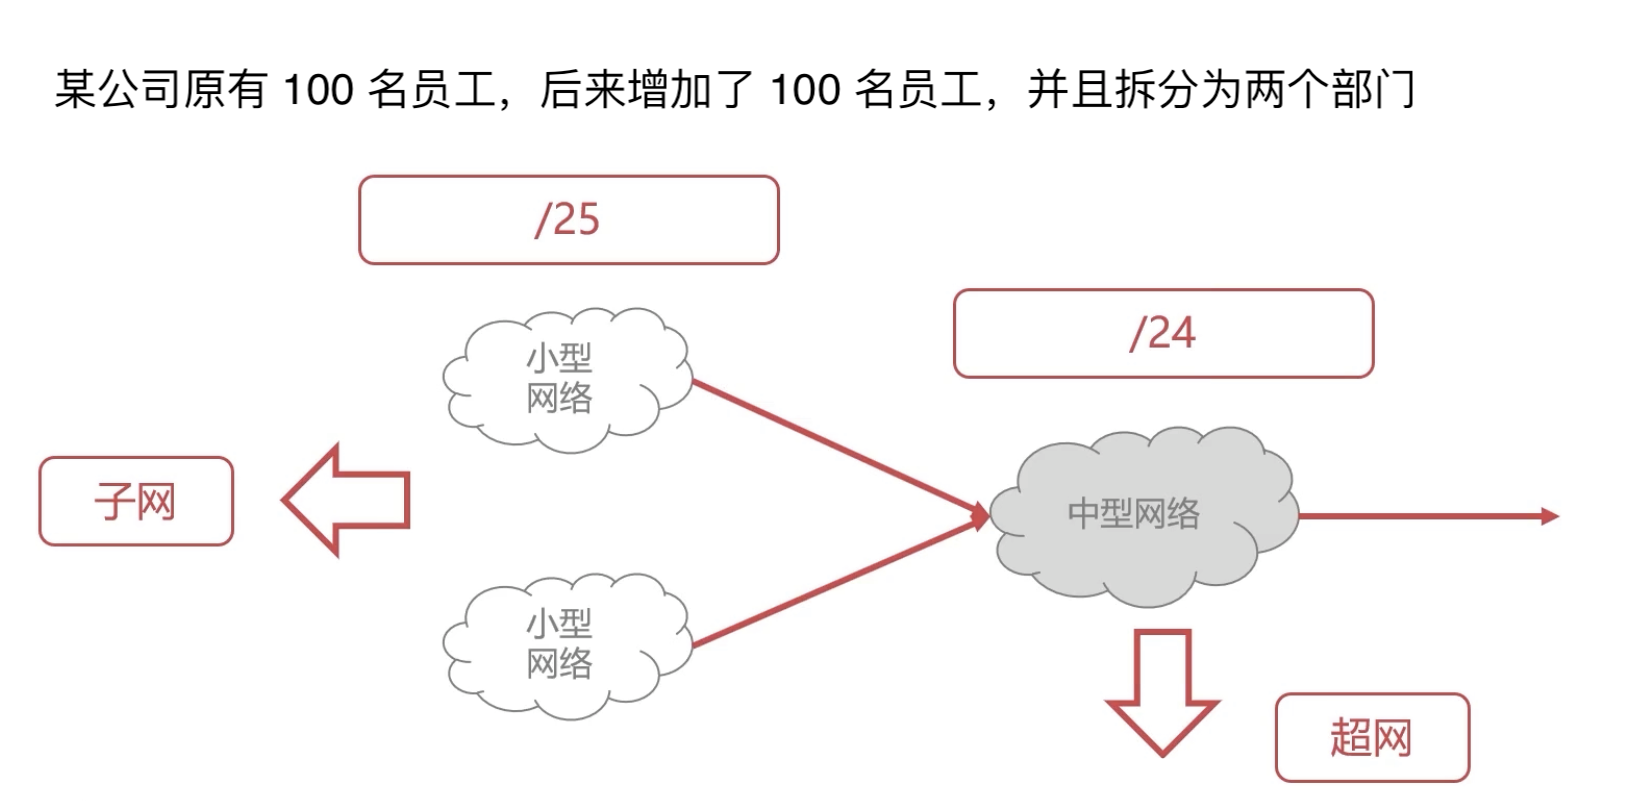 某公司原有 100 名员工，后来增加了 100 名员工，并且拆分为两个部门
/25
/24
小型
网络
子网
中型网络
小型
网络
超网